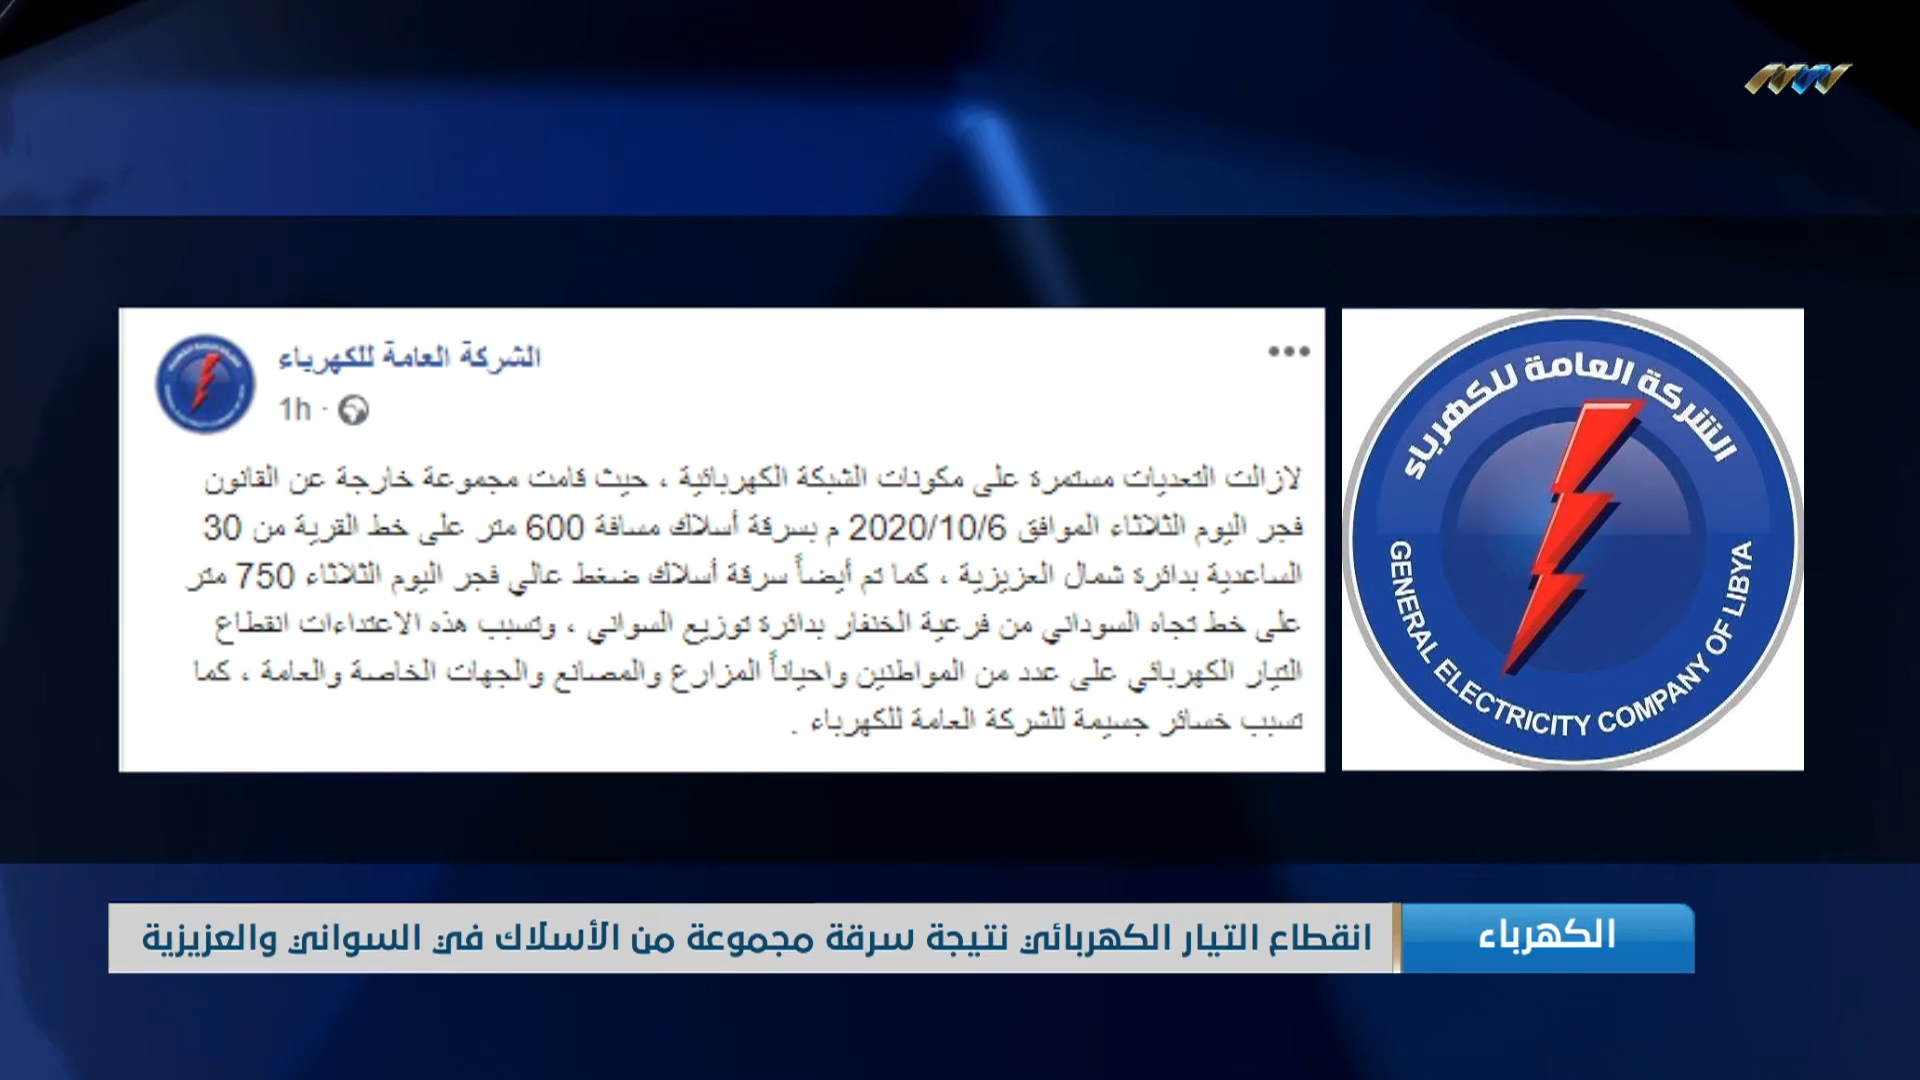 الشركة العامة للكهرباء
1h ·
لازالت التعديات مستمرة على مكونات الشبكة الكهربائية ، حيث قامت مجموعة خارجة عن القانون
فجر اليوم الثلاثاء الموافق 2020/10/6 م بسرقة أسلاك مسافة 600 متر على خط القرية من 30
الساعدية بدائرة شمال العزيزية ، كما تم أيضاً سرقة أسلاك ضغط عالي فجر اليوم الثلاثاء 750 متر
على خط تجاه السوداني من فرعية الخنفار بدائرة توزيع السواني ، وتسبب هذه الاعتداءات انقطاع
التيار الكهربائي على عدد من المواطنين واحياناً المزارع والمصانع والجهات الخاصة والعامة ، كما
تسبب خسائر جسيمة للشركة العامة للكهرباء .
الشركة العامة للكهرباء
GENERAL ELECTRICITY COMPANY OF LIBYA
الكهرباء
انقطاع التيار الكهربائي نتيجة سرقة مجموعة من الأسلاك في السواني والعزيزية